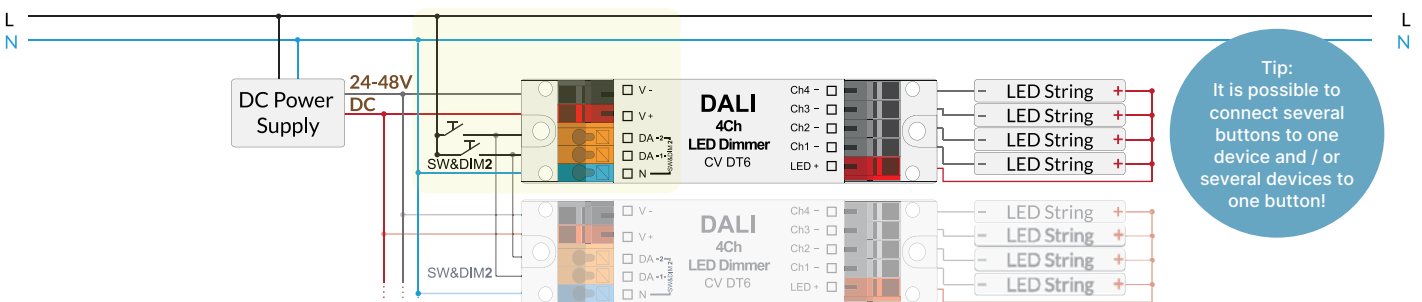 L
L
N
N
24-48V
DC
DC Power
Supply
SW&DIM2
V -
V +
DA -2-
DA -1-
N
SW&DIM2
DALI
4Ch
LED Dimmer
CV DT6
Ch4 -
Ch3 -
Ch2 -
Ch1 -
LED +
- LED String +
- LED String +
- LED String +
- LED String +
Tip:
It is possible to
connect several
buttons to one
device and / or
several devices to
one button!
SW&DIM2
V -
V +
DA -2-
DA -1-
N
SW&DIM2
DALI
4Ch
LED Dimmer
CV DT6
Ch4 -
Ch3 -
Ch2 -
Ch1 -
LED +
- LED String +
- LED String +
- LED String +
- LED String +